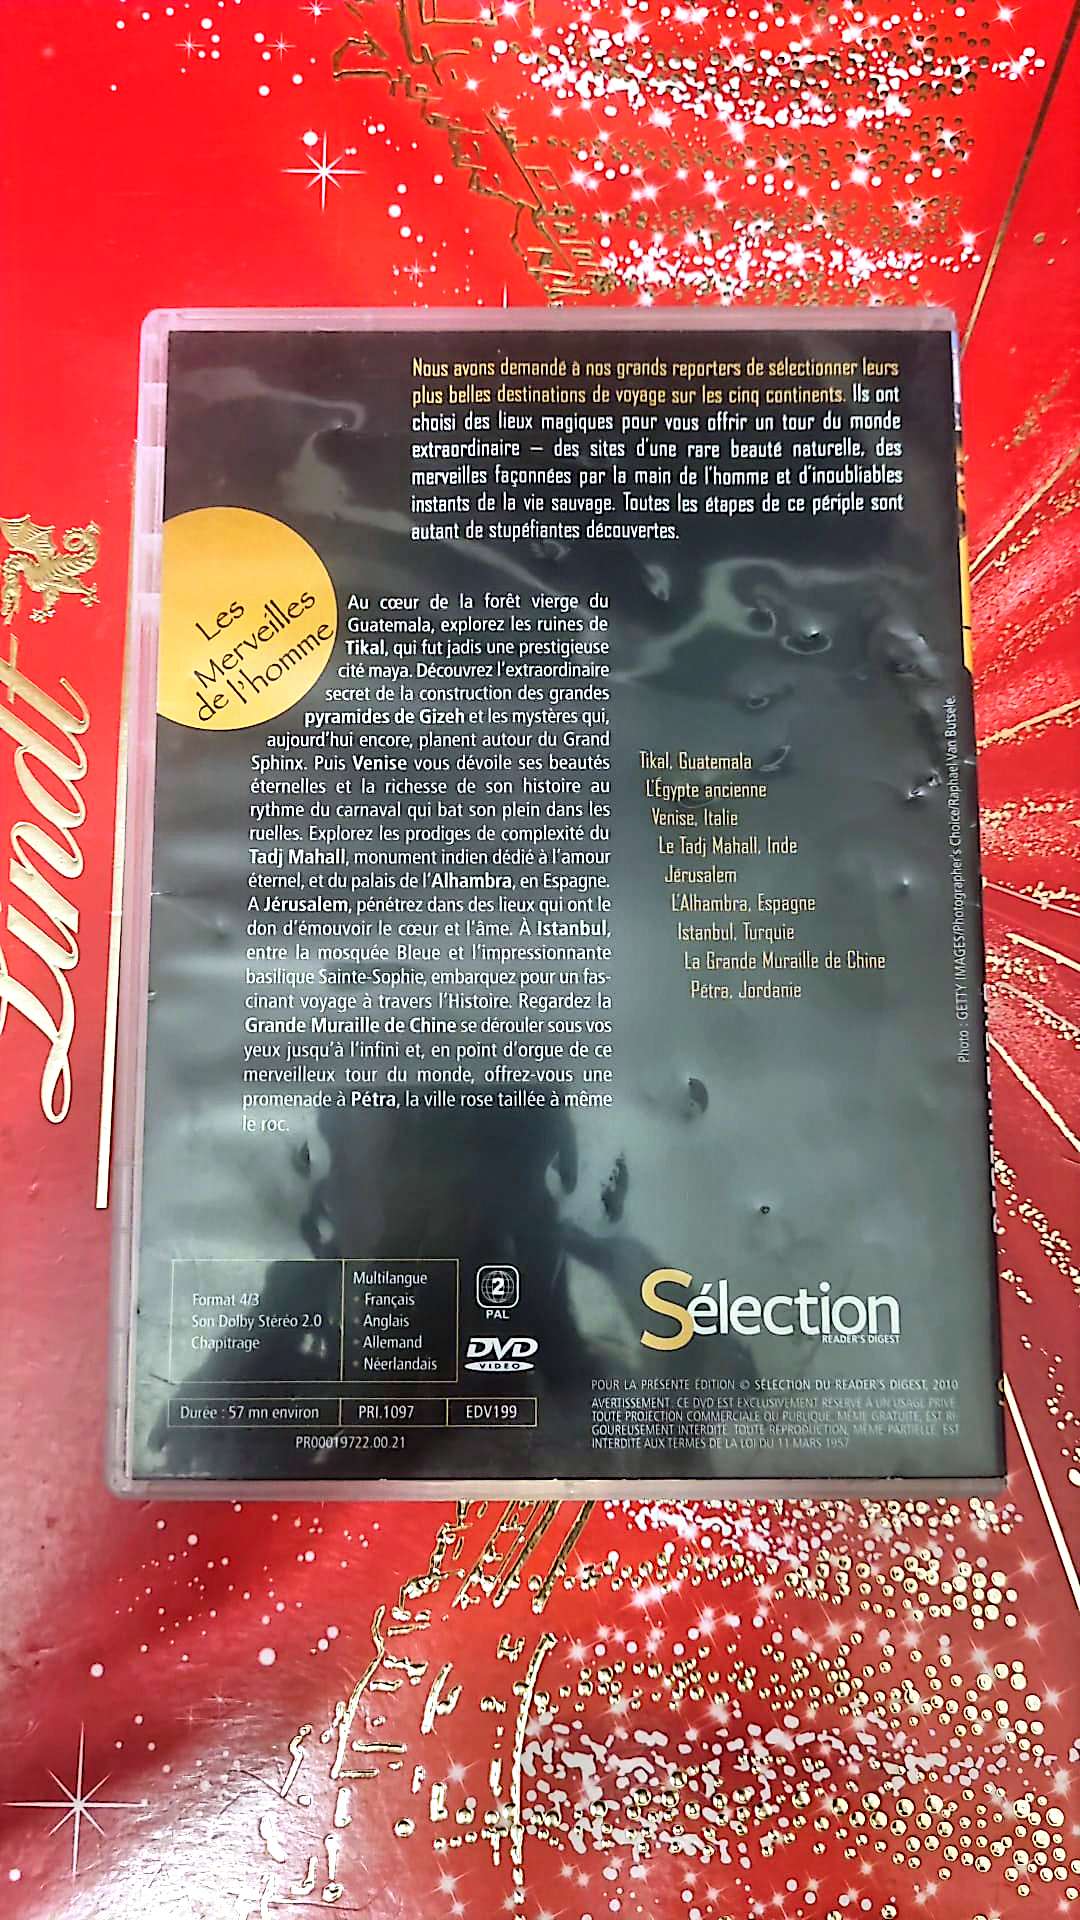 Nous avons demandé à nos grands reporters de sélectionner leurs
plus belles destinations de voyage sur les cinq continents. Ils ont
choisi des lieux magiques pour vous offrir un tour du monde
extraordinaire – des sites d'une rare beauté naturelle, des
merveilles façonnées par la main de l'homme et d'inoubliables
instants de la vie sauvage. Toutes les étapes de ce périple sont
autant de stupéfiantes découvertes.
Les
Merveilles
de l'homme
Au cœur de la forêt vierge du
Guatemala, explorez les ruines de
Tikal, qui fut jadis une prestigieuse
cité maya. Découvrez l'extraordinaire
secret de la construction des grandes
pyramides de Gizeh et les mystères qui,
aujourd'hui encore, planent autour du Grand
Sphinx. Puis Venise vous dévoile ses beautés
éternelles et la richesse de son histoire au
rythme du carnaval qui bat son plein dans les
ruelles. Explorez les prodiges de complexité du
Tadj Mahall, monument indien dédié à l'amour
éternel, et du palais de l'Alhambra, en Espagne.
A Jérusalem, pénétrez dans des lieux qui ont le
don d'émouvoir le cœur et l'âme. À Istanbul,
entre la mosquée Bleue et l'impressionnante
basilique Sainte-Sophie, embarquez pour un fas-
cinant voyage à travers l'Histoire. Regardez la
Grande Muraille de Chine se dérouler sous vos
yeux jusqu'à l'infini et, en point d'orgue de ce
merveilleux tour du monde, offrez-vous une
promenade à Pétra, la ville rose taillée à même
le roc.
Tikal, Guatemala
L'Égypte ancienne
Venise, Italie
Le Tadj Mahall, Inde
Jérusalem
L'Alhambra, Espagne
Istanbul, Turquie
La Grande Muraille de Chine
Pétra, Jordanie
Photo : GETTY IMAGES/Photographer's Choice/Raphael Van Butsele.
Format 4/3
Son Dolby Stéréo 2.0
Chapitrage
Multilangue
• Français
• Anglais
• Allemand
• Néerlandais
2
PAL
DVD
VIDEO
Durée : 57 mn environ
PRI.1097
EDV199
PR00019722.00.21
Sélection
READER'S DIGEST
POUR LA PRÉSENTE ÉDITION © SÉLECTION DU READER'S DIGEST, 2010
AVERTISSEMENT : CE DVD EST EXCLUSIVEMENT RÉSERVÉ À UN USAGE PRIVÉ.
TOUTE PROJECTION COMMERCIALE OU PUBLIQUE, MÊME GRATUITE, EST RI-
GOUREUSEMENT INTERDITE. TOUTE REPRODUCTION, MÊME PARTIELLE, EST
INTERDITE AUX TERMES DE LA LOI DU 11 MARS 1957
Lindt